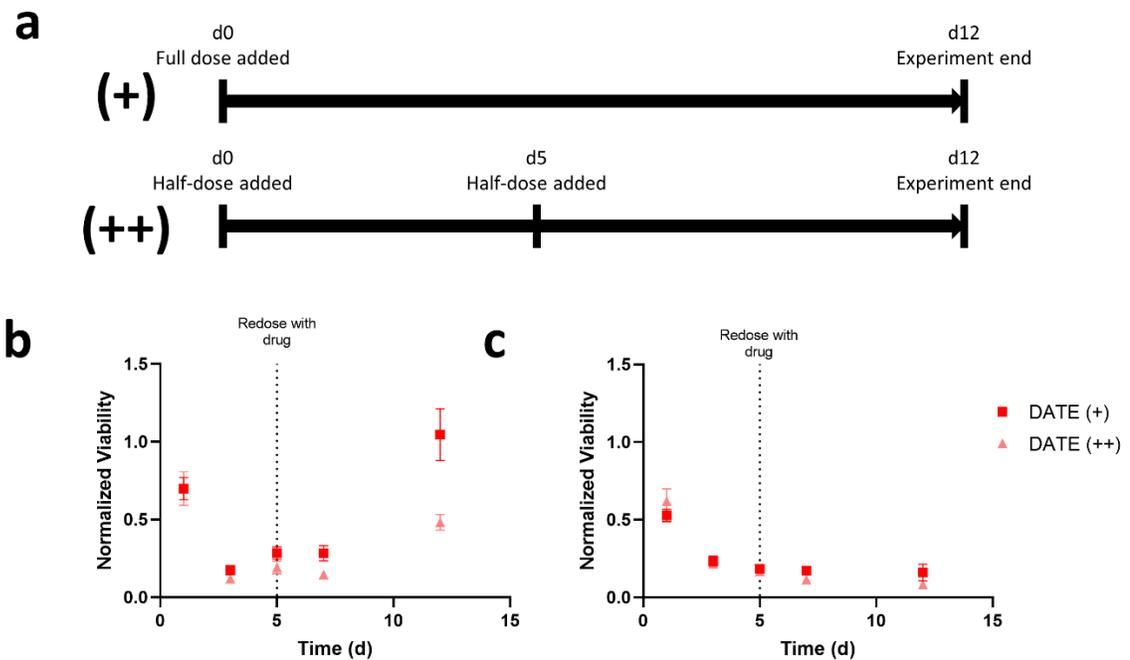 a
d0
Full dose added
d12
Experiment end
(+)
d0
Half-dose added
d5
Half-dose added
d12
Experiment end
(++)
b
Redose with
drug
1.5
1.0
0.5
0.0
Normalized Viability
0
5
10
15
Time (d)
c
Redose with
drug
1.5
1.0
0.5
0.0
Normalized Viability
0
5
10
15
Time (d)
DATE (+)
DATE (++)